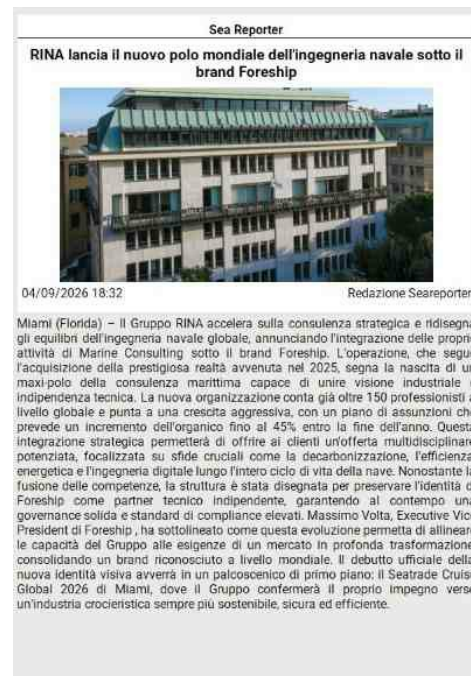 Sea Reporter
RINA lancia il nuovo polo mondiale dell'ingegneria navale sotto il
brand Foreship
04/09/2026 18:32
Redazione Seareporter
Miami (Florida) – Il Gruppo RINA accelera sulla consulenza strategica e ridisegna
gli equilibri dell'ingegneria navale globale, annunciando l'integrazione delle proprie
attività di Marine Consulting sotto il brand Foreship. L'operazione, che segue
l'acquisizione della prestigiosa realtà avvenuta nel 2025, segna la nascita di un
maxi-polo della consulenza marittima capace di unire visione industriale
indipendenza tecnica. La nuova organizzazione conta già oltre 150 professionisti a
livello globale e punta a una crescita aggressiva, con un piano di assunzioni che
prevede un incremento dell'organico fino al 45% entro la fine dell'anno. Questa
integrazione strategica permetterà di offrire ai clienti un'offerta multidisciplinare
potenziata, focalizzata su sfide cruciali come la decarbonizzazione, l'efficienza
energetica e l'ingegneria digitale lungo l'intero ciclo di vita della nave. Nonostante la
fusione delle competenze, la struttura è stata disegnata per preservare l'identità d
Foreship come partner tecnico indipendente, garantendo al contempo una
governance solida e standard di compliance elevati. Massimo Volta, Executive Vice
President di Foreship , ha sottolineato come questa evoluzione permetta di allineare
le capacità del Gruppo alle esigenze di un mercato in profonda trasformazione,
consolidando un brand riconosciuto a livello mondiale. Il debutto ufficiale della
nuova identità visiva avverrà in un palcoscenico di primo piano: il Seatrade Cruise
Global 2026 di Miami, dove il Gruppo confermerà il proprio impegno verso
un'industria crocieristica sempre più sostenibile, sicura ed efficiente.